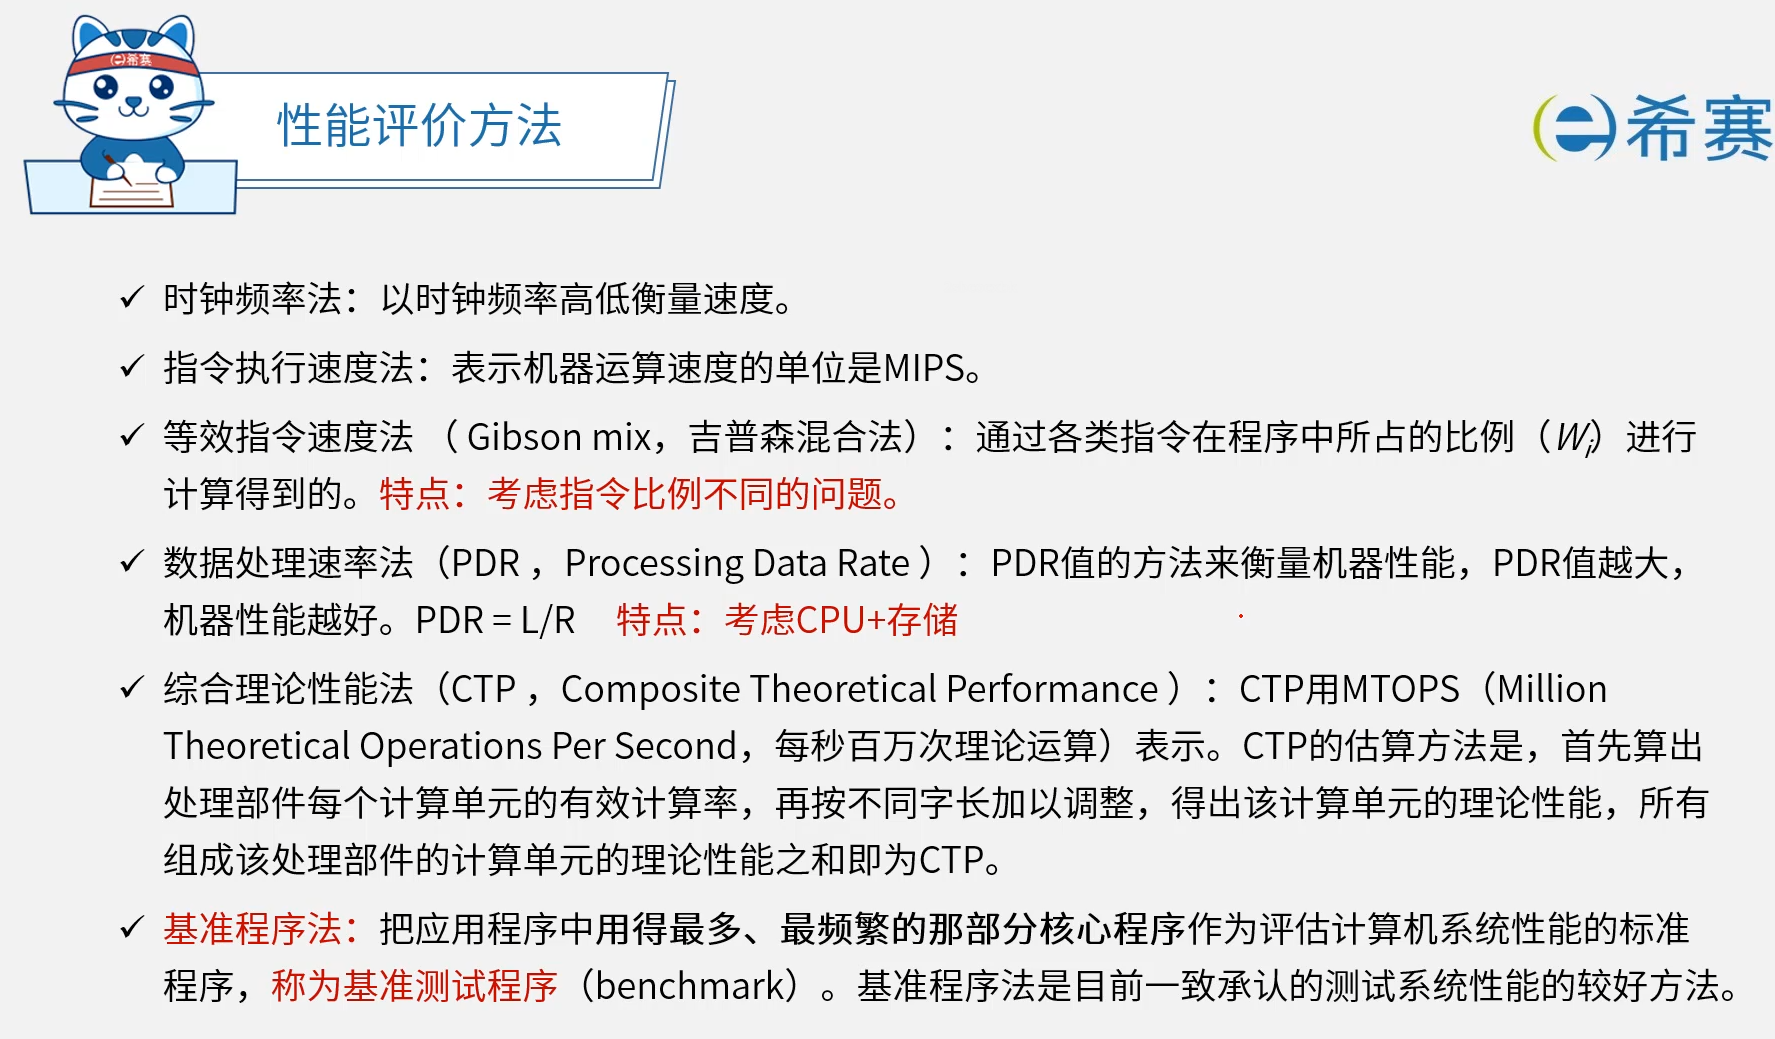 希赛
性能评价方法
希赛
时钟频率法：以时钟频率高低衡量速度。
指令执行速度法：表示机器运算速度的单位是MIPS。
等效指令速度法 （ Gibson mix，吉普森混合法）：通过各类指令在程序中所占的比例（Wi）进行
计算得到的。特点：考虑指令比例不同的问题。
数据处理速率法（PDR ，Processing Data Rate ）：PDR值的方法来衡量机器性能，PDR值越大，
机器性能越好。PDR = L/R 特点：考虑CPU+存储
综合理论性能法（CTP ，Composite Theoretical Performance ）：CTP用MTOPS（Million
Theoretical Operations Per Second，每秒百万次理论运算）表示。CTP的估算方法是，首先算出
处理部件每个计算单元的有效计算率，再按不同字长加以调整，得出该计算单元的理论性能，所有
组成该处理部件的计算单元的理论性能之和即为CTP。
基准程序法：把应用程序中用得最多、最频繁的那部分核心程序作为评估计算机系统性能的标准
程序，称为基准测试程序（benchmark）。基准程序法是目前一致承认的测试系统性能的较好方法。